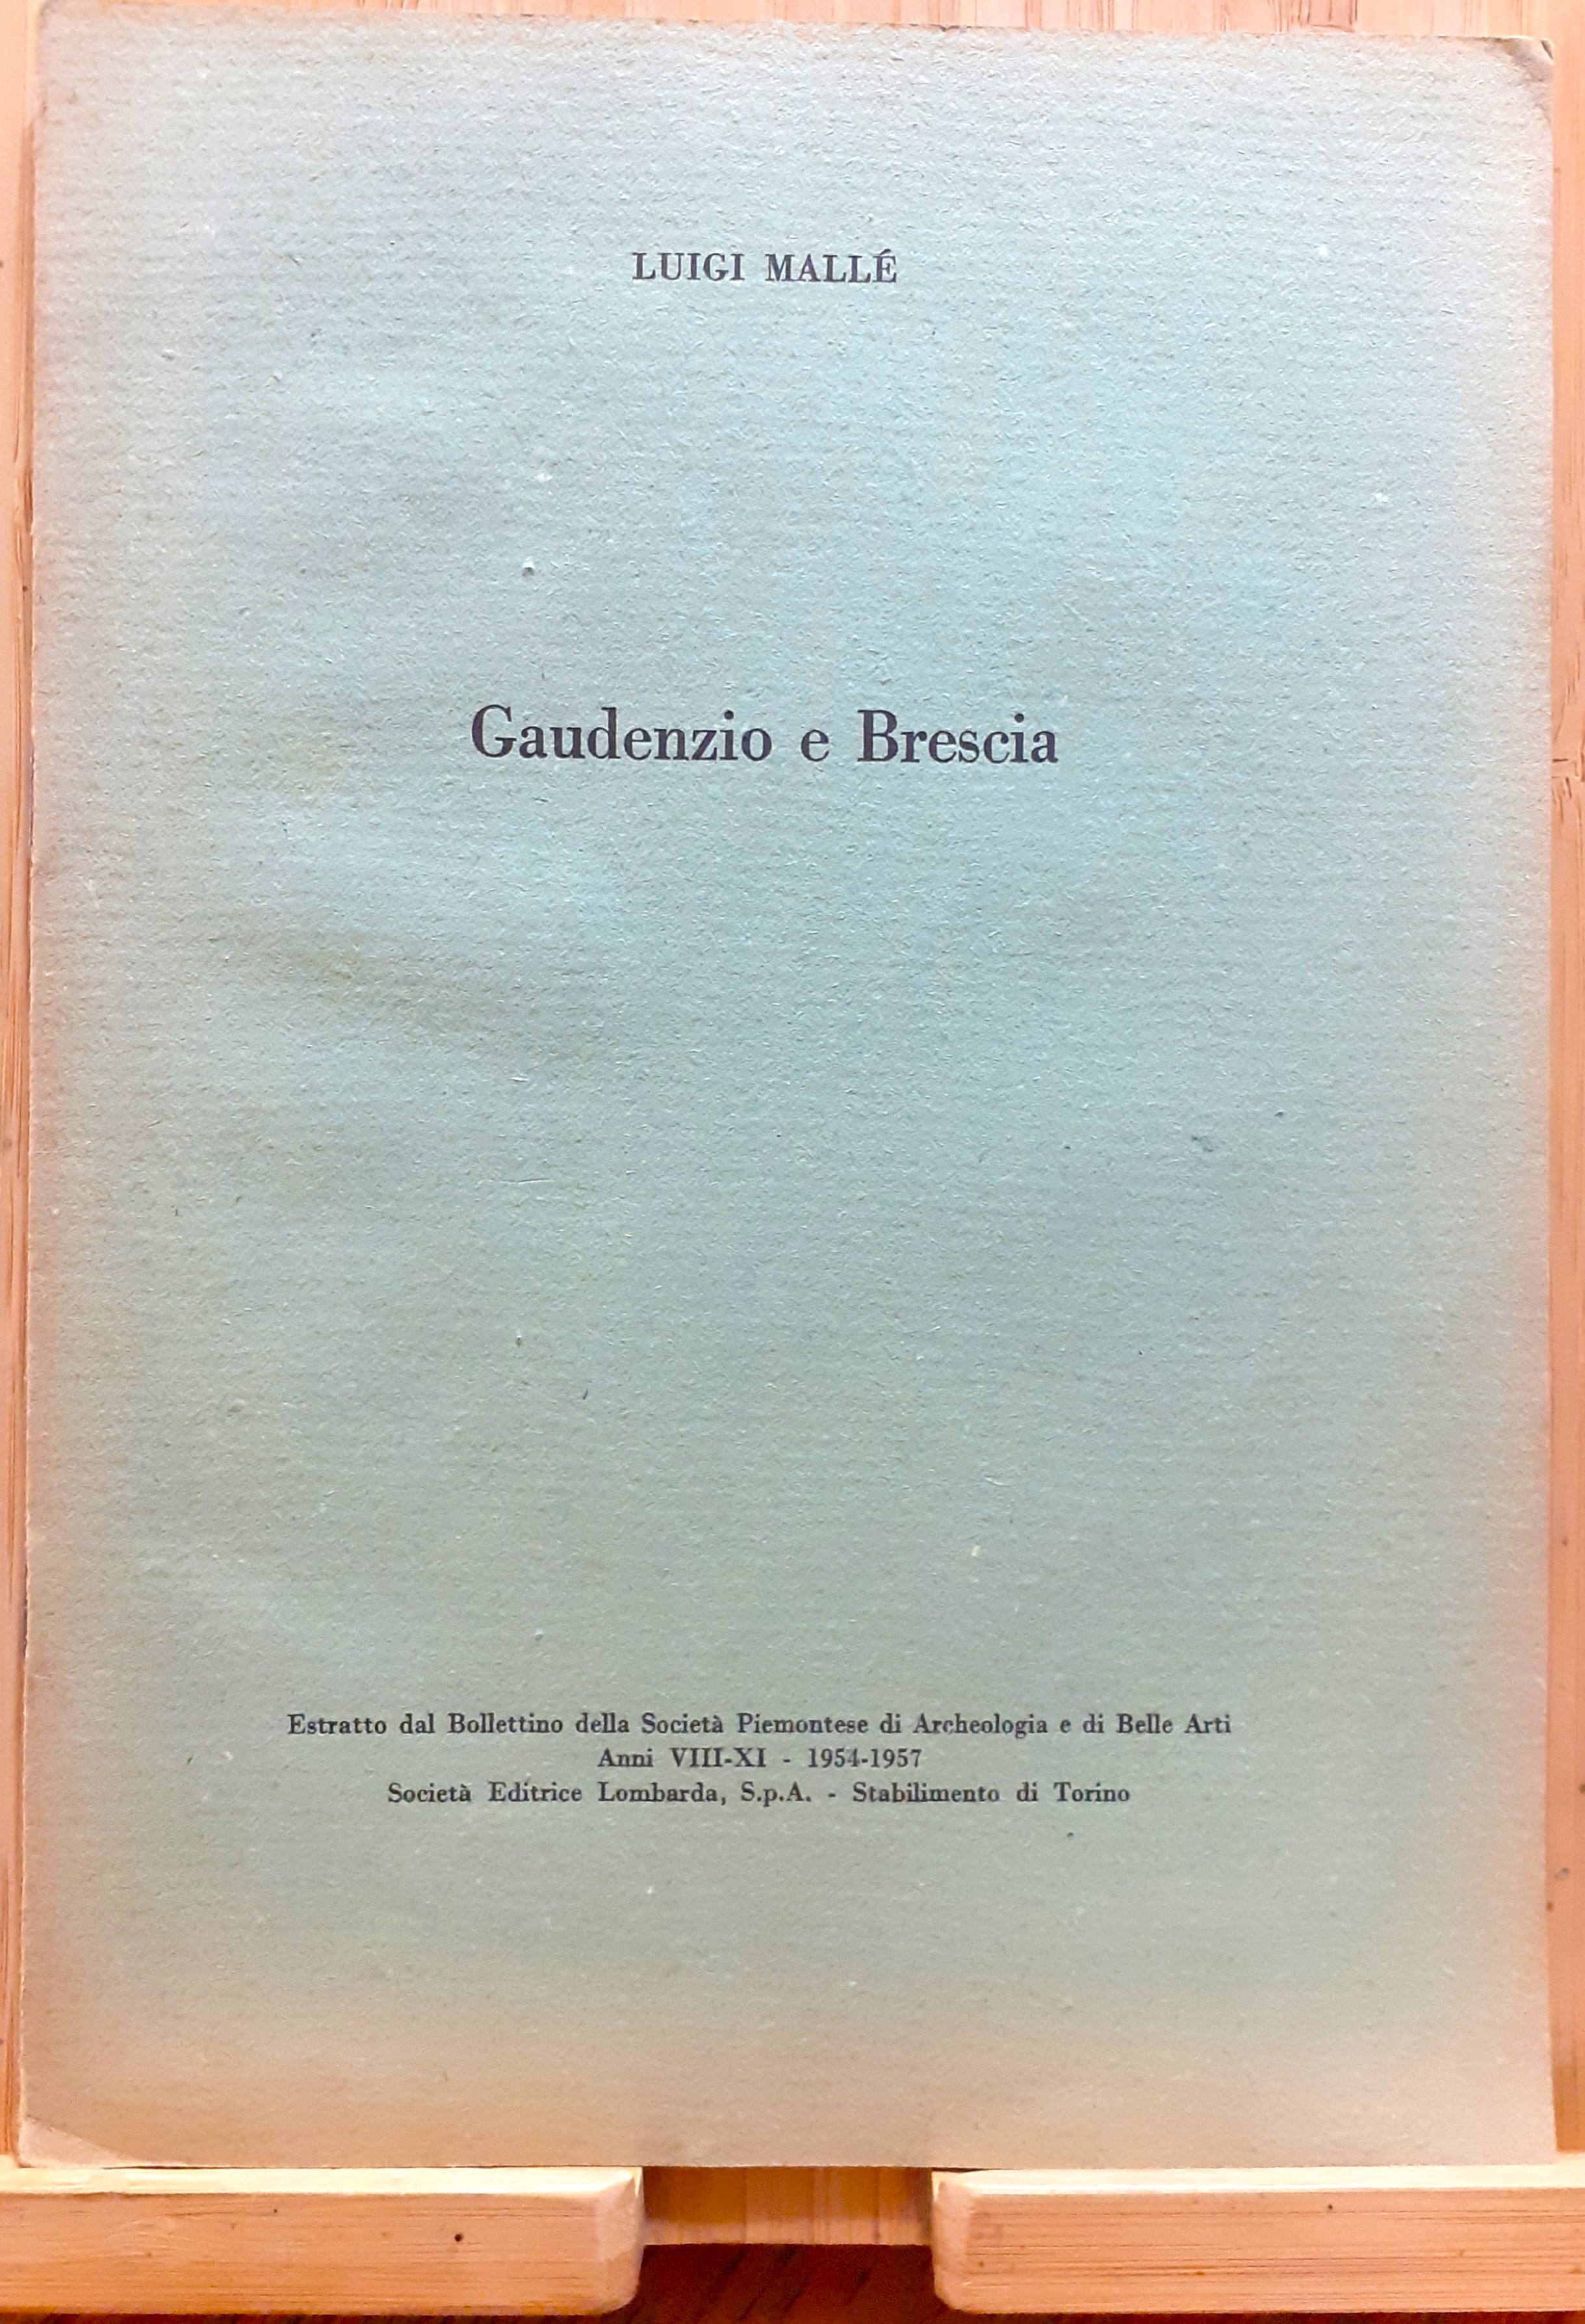 LUIGI MALLÉ
Gaudenzio e Brescia
Estratto dal Bollettino della Società Piemontese di Archeologia e di Belle Arti
Anni VIII-XI - 1954-1957
Società Editrice Lombarda, S.p.A. - Stabilimento di Torino